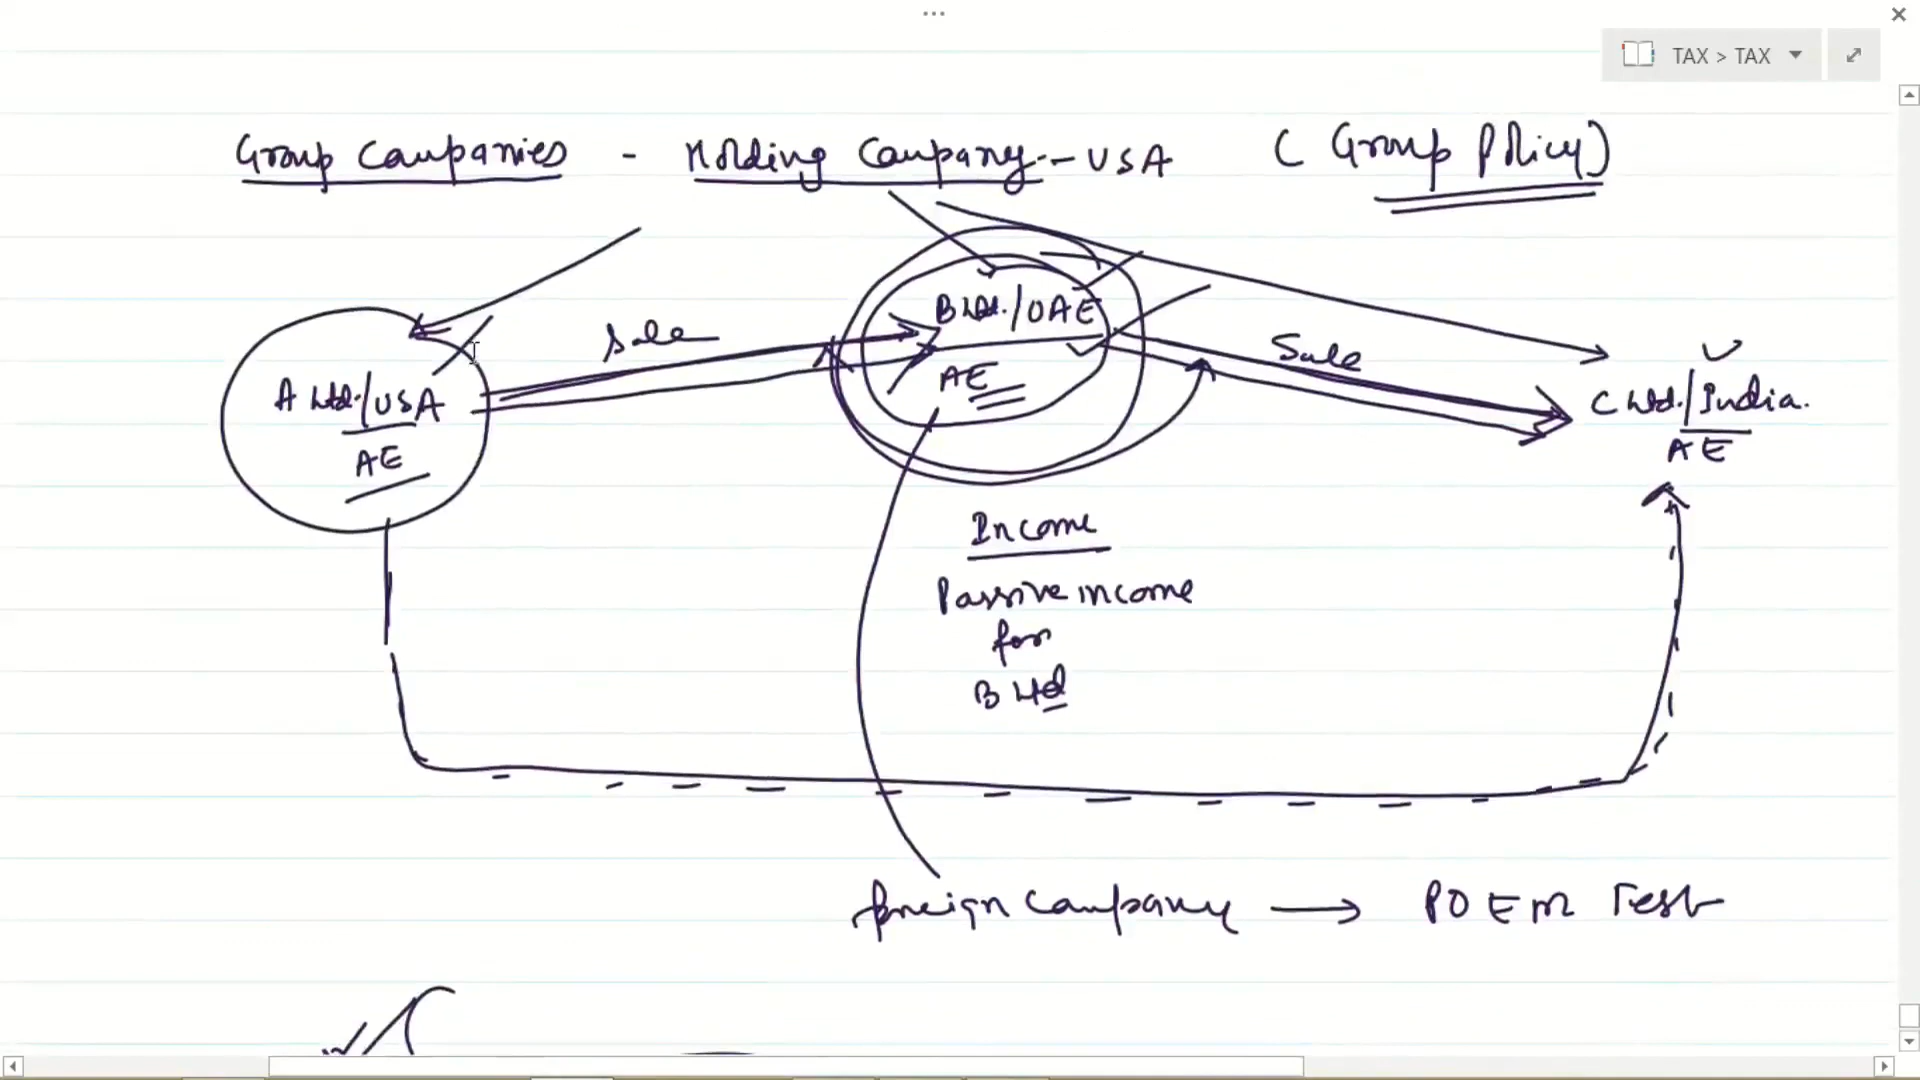 TAX > TAX
Group Companies - Holding Company - USA (Group Policy)
B Ltd./UAE
AE
Sale
Sale
A Ltd./USA
AE
C Ltd./India.
AE
Income
Passive income
for
B Ltd
foreign Company → POEM Test